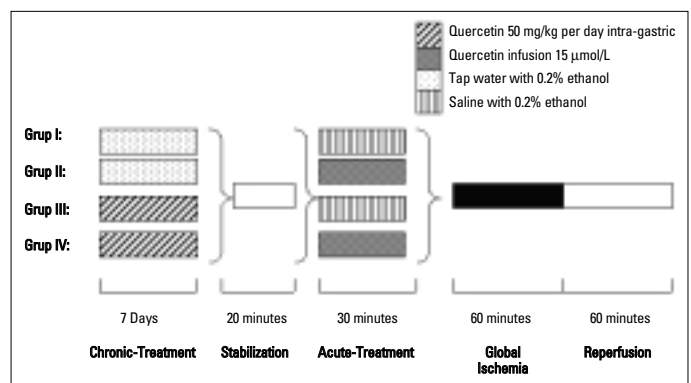 Quercetin 50 mg/kg per day intra-gastric
Quercetin infusion 15 μmol/L
Tap water with 0.2% ethanol
Saline with 0.2% ethanol
Grup I:
Grup II:
Grup III:
Grup IV:
7 Days 20 minutes 30 minutes 60 minutes 60 minutes
Chronic-Treatment Stabilization Acute-Treatment Global Reperfusion
Ischemia